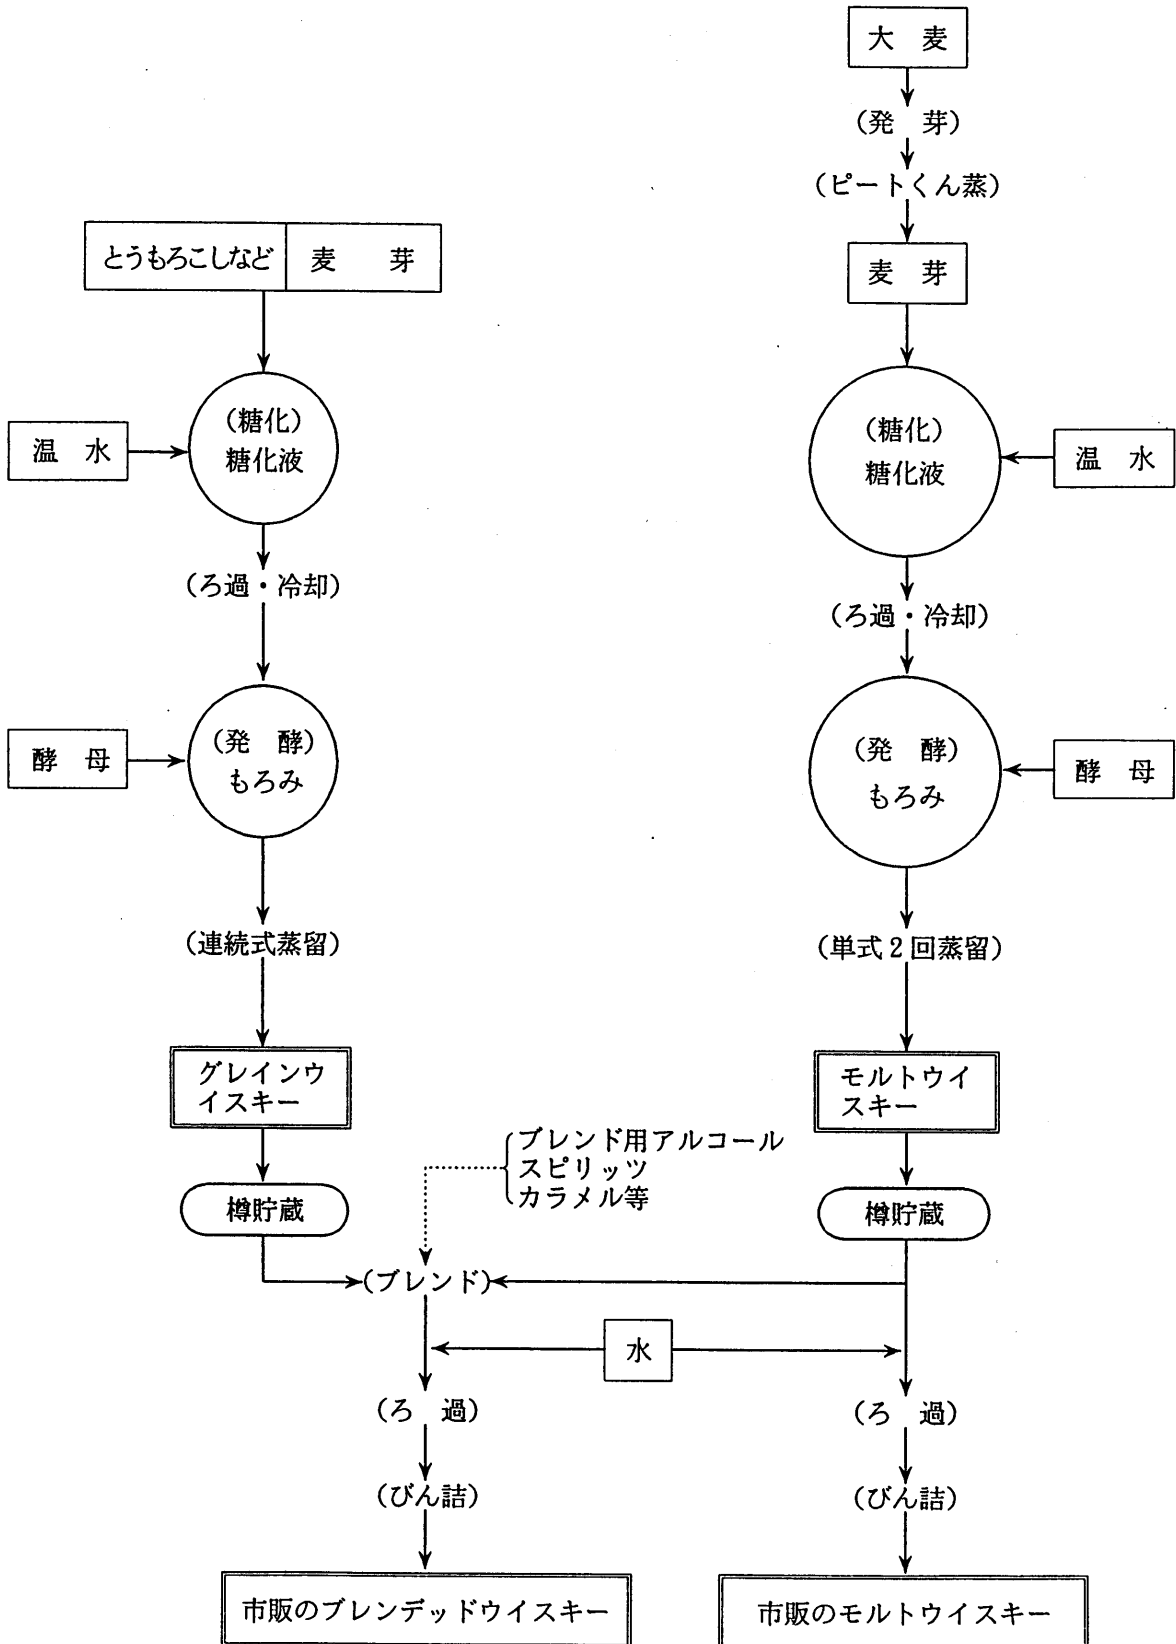 大 麦
(発 芽)
(ピートくん蒸)
とうもろこしなど 麦 芽
麦 芽
(糖化)
糖化液
温 水
(糖化)
糖化液
温 水
(ろ過・冷却)
(ろ過・冷却)
酵 母
(発 酵)
もろみ
(発 酵)
もろみ
酵 母
(連続式蒸留)
(単式2回蒸留)
グレインウ
イスキー
モルトウイ
スキー
ブレンド用アルコール
スピリッツ
カラメル等
樽貯蔵
樽貯蔵
(ブレンド)
水
(ろ 過)
(ろ 過)
(びん詰)
(びん詰)
市販のブレンデッドウイスキー
市販のモルトウイスキー